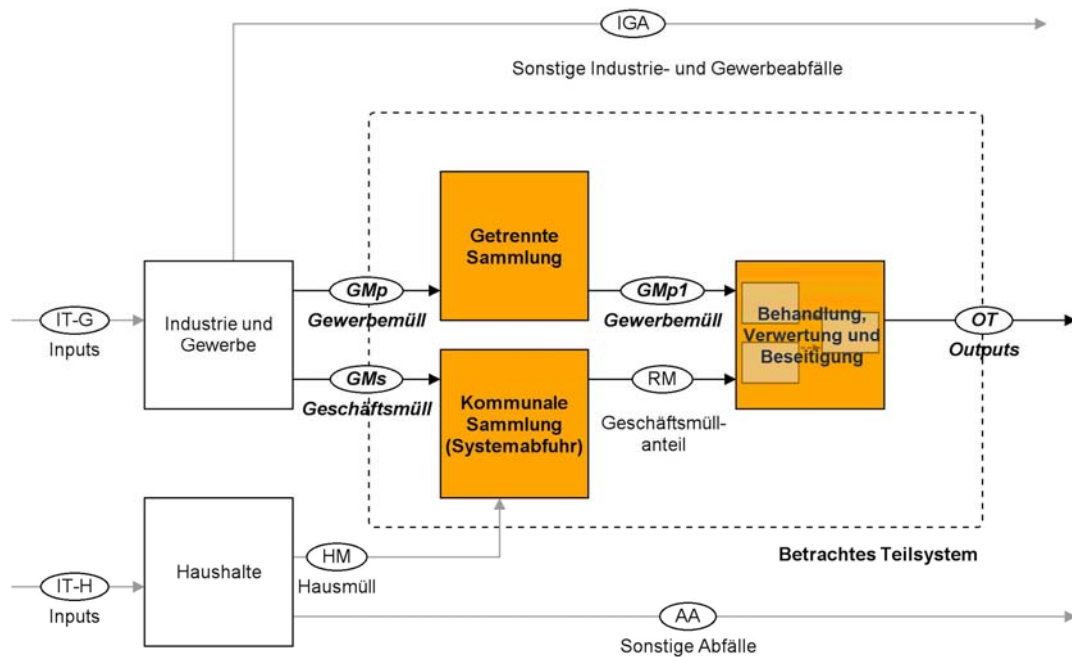 IGA
Sonstige Industrie- und Gewerbeabfälle
Getrennte
Sammlung
GMp
Gewerbemüll
GMp1
Gewerbemüll
IT-G
Inputs
Industrie und
Gewerbe
Behandlung,
Verwertung und
Beseitigung
OT
Outputs
GMs
Geschäftsmüll
Kommunale
Sammlung
(Systemabfuhr)
RM
Geschäftsmüll-
anteil
HM
Hausmüll
Betrachtes Teilsystem
IT-H
Inputs
Haushalte
AA
Sonstige Abfälle